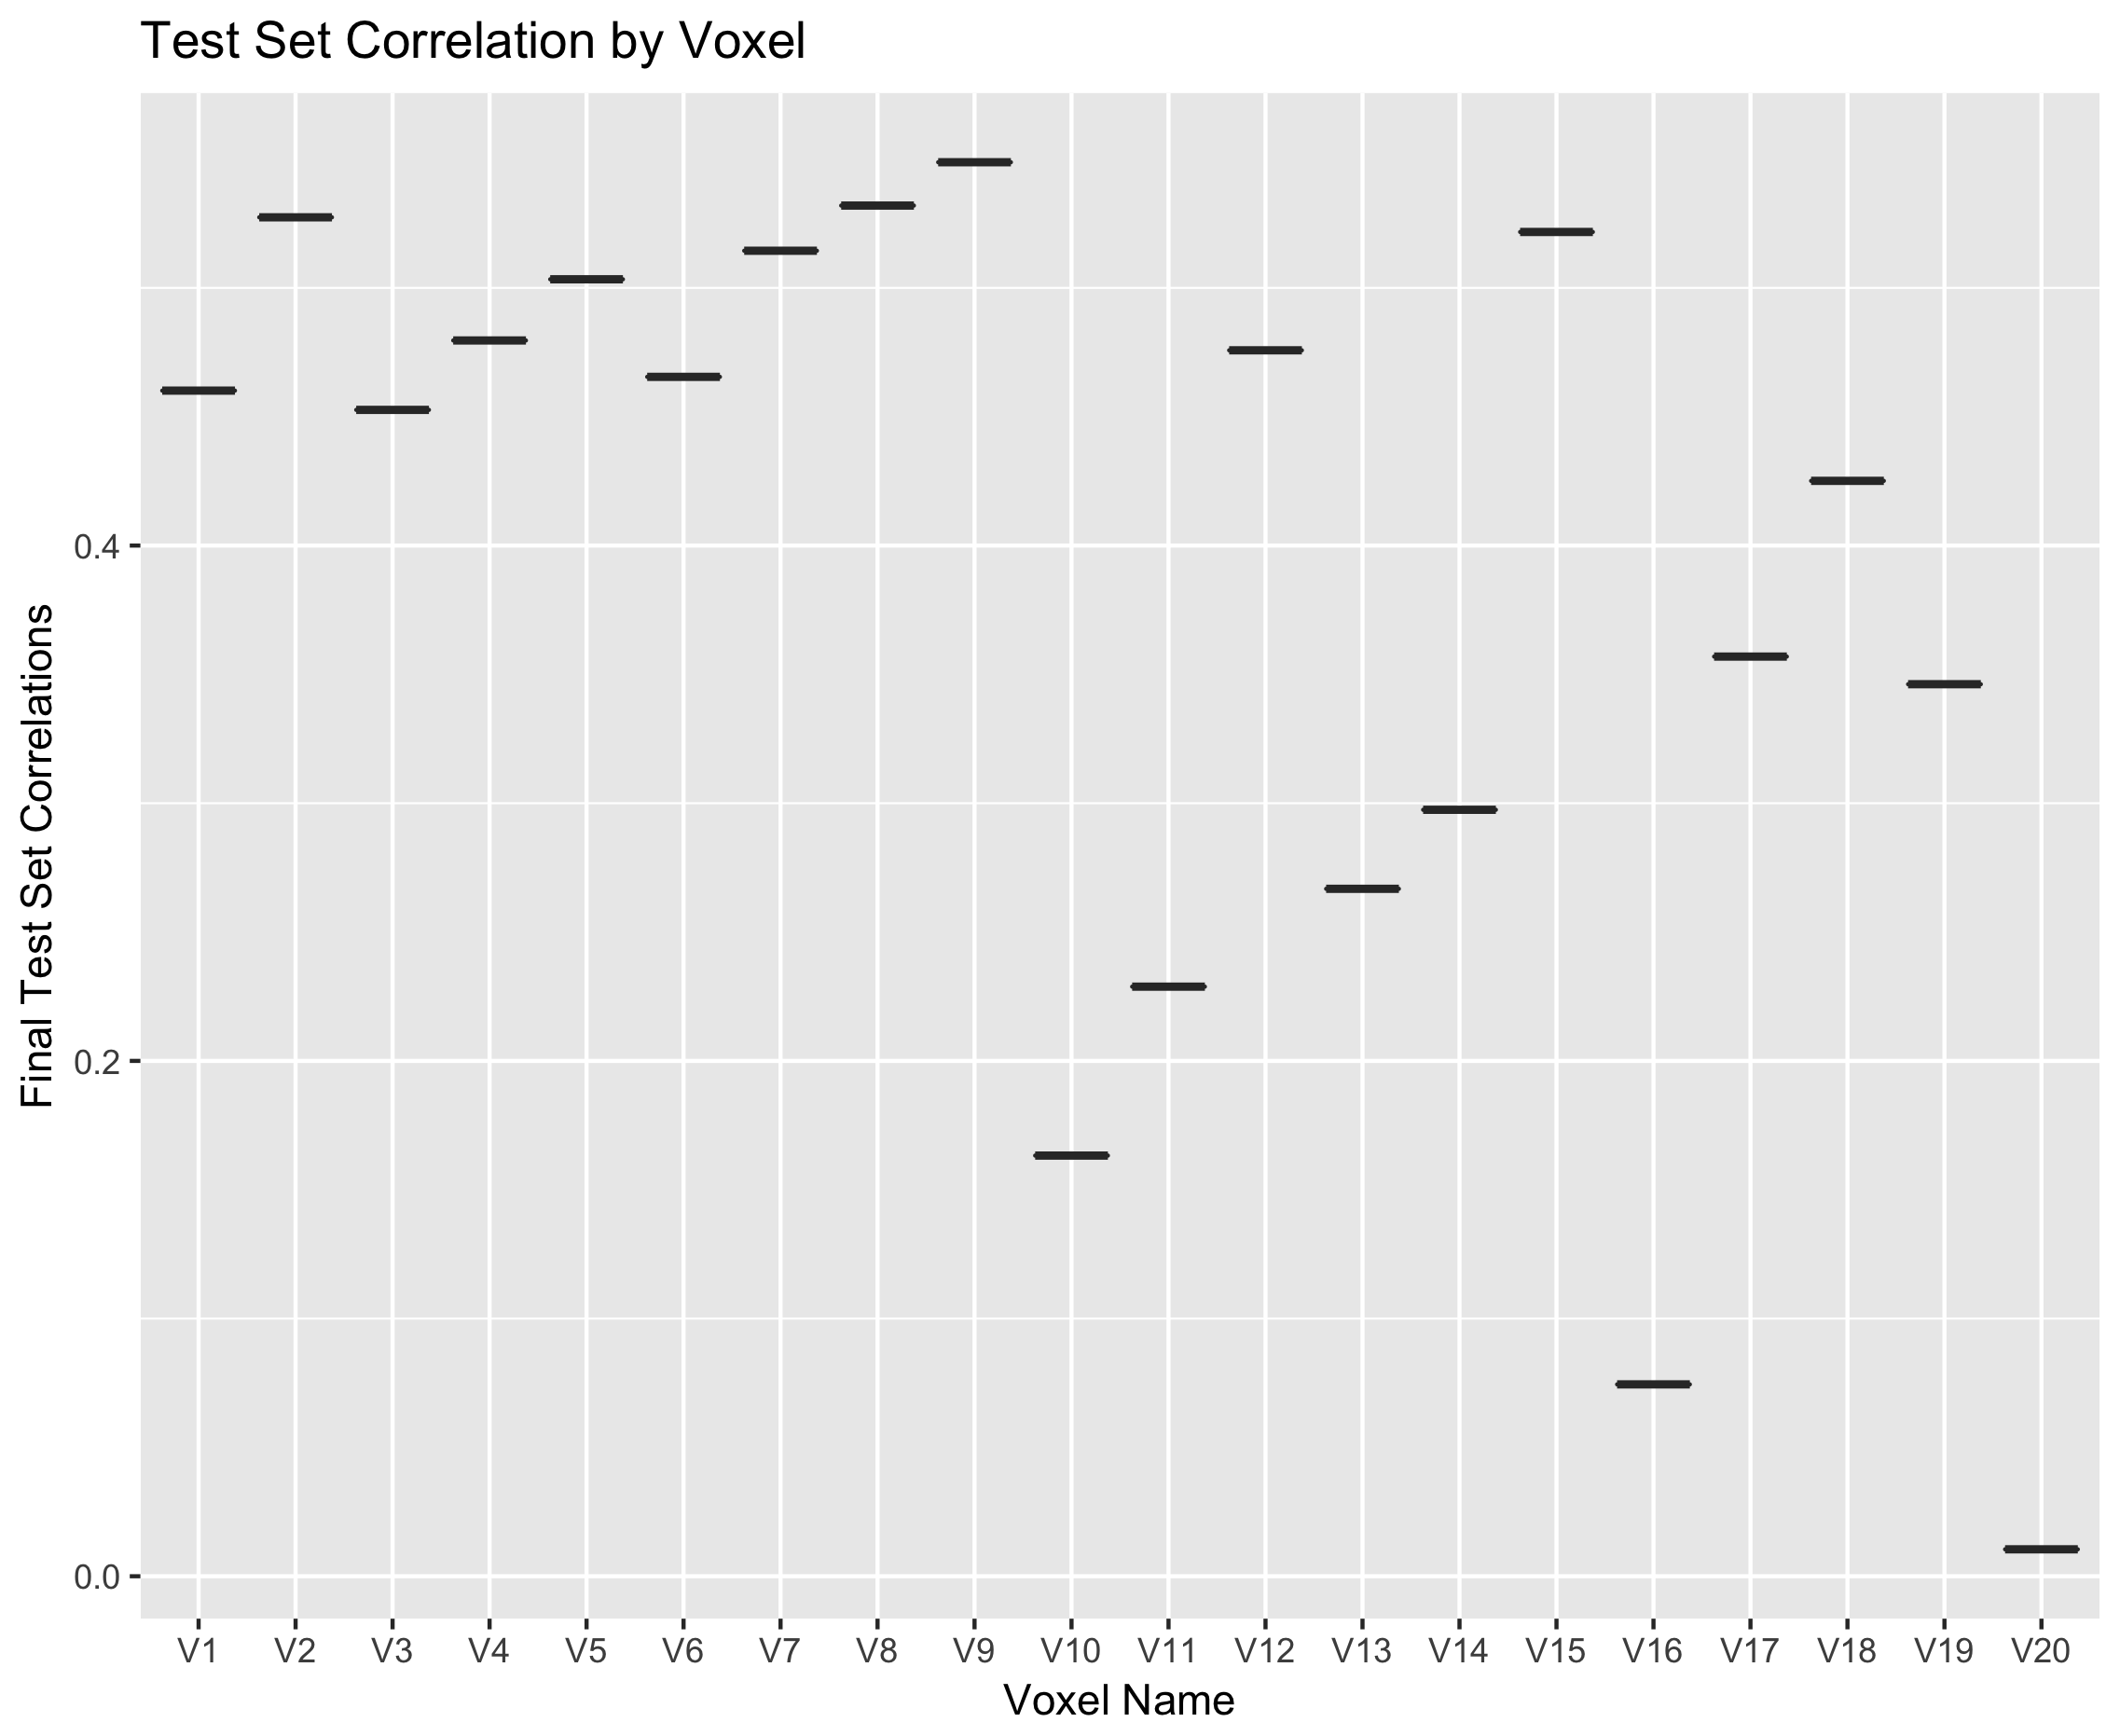 Test Set Correlation by Voxel
Final Test Set Correlations
0.4
0.2
0.0
V1 V2 V3 V4 V5 V6 V7 V8 V9 V10 V11 V12 V13 V14 V15 V16 V17 V18 V19 V20
Voxel Name